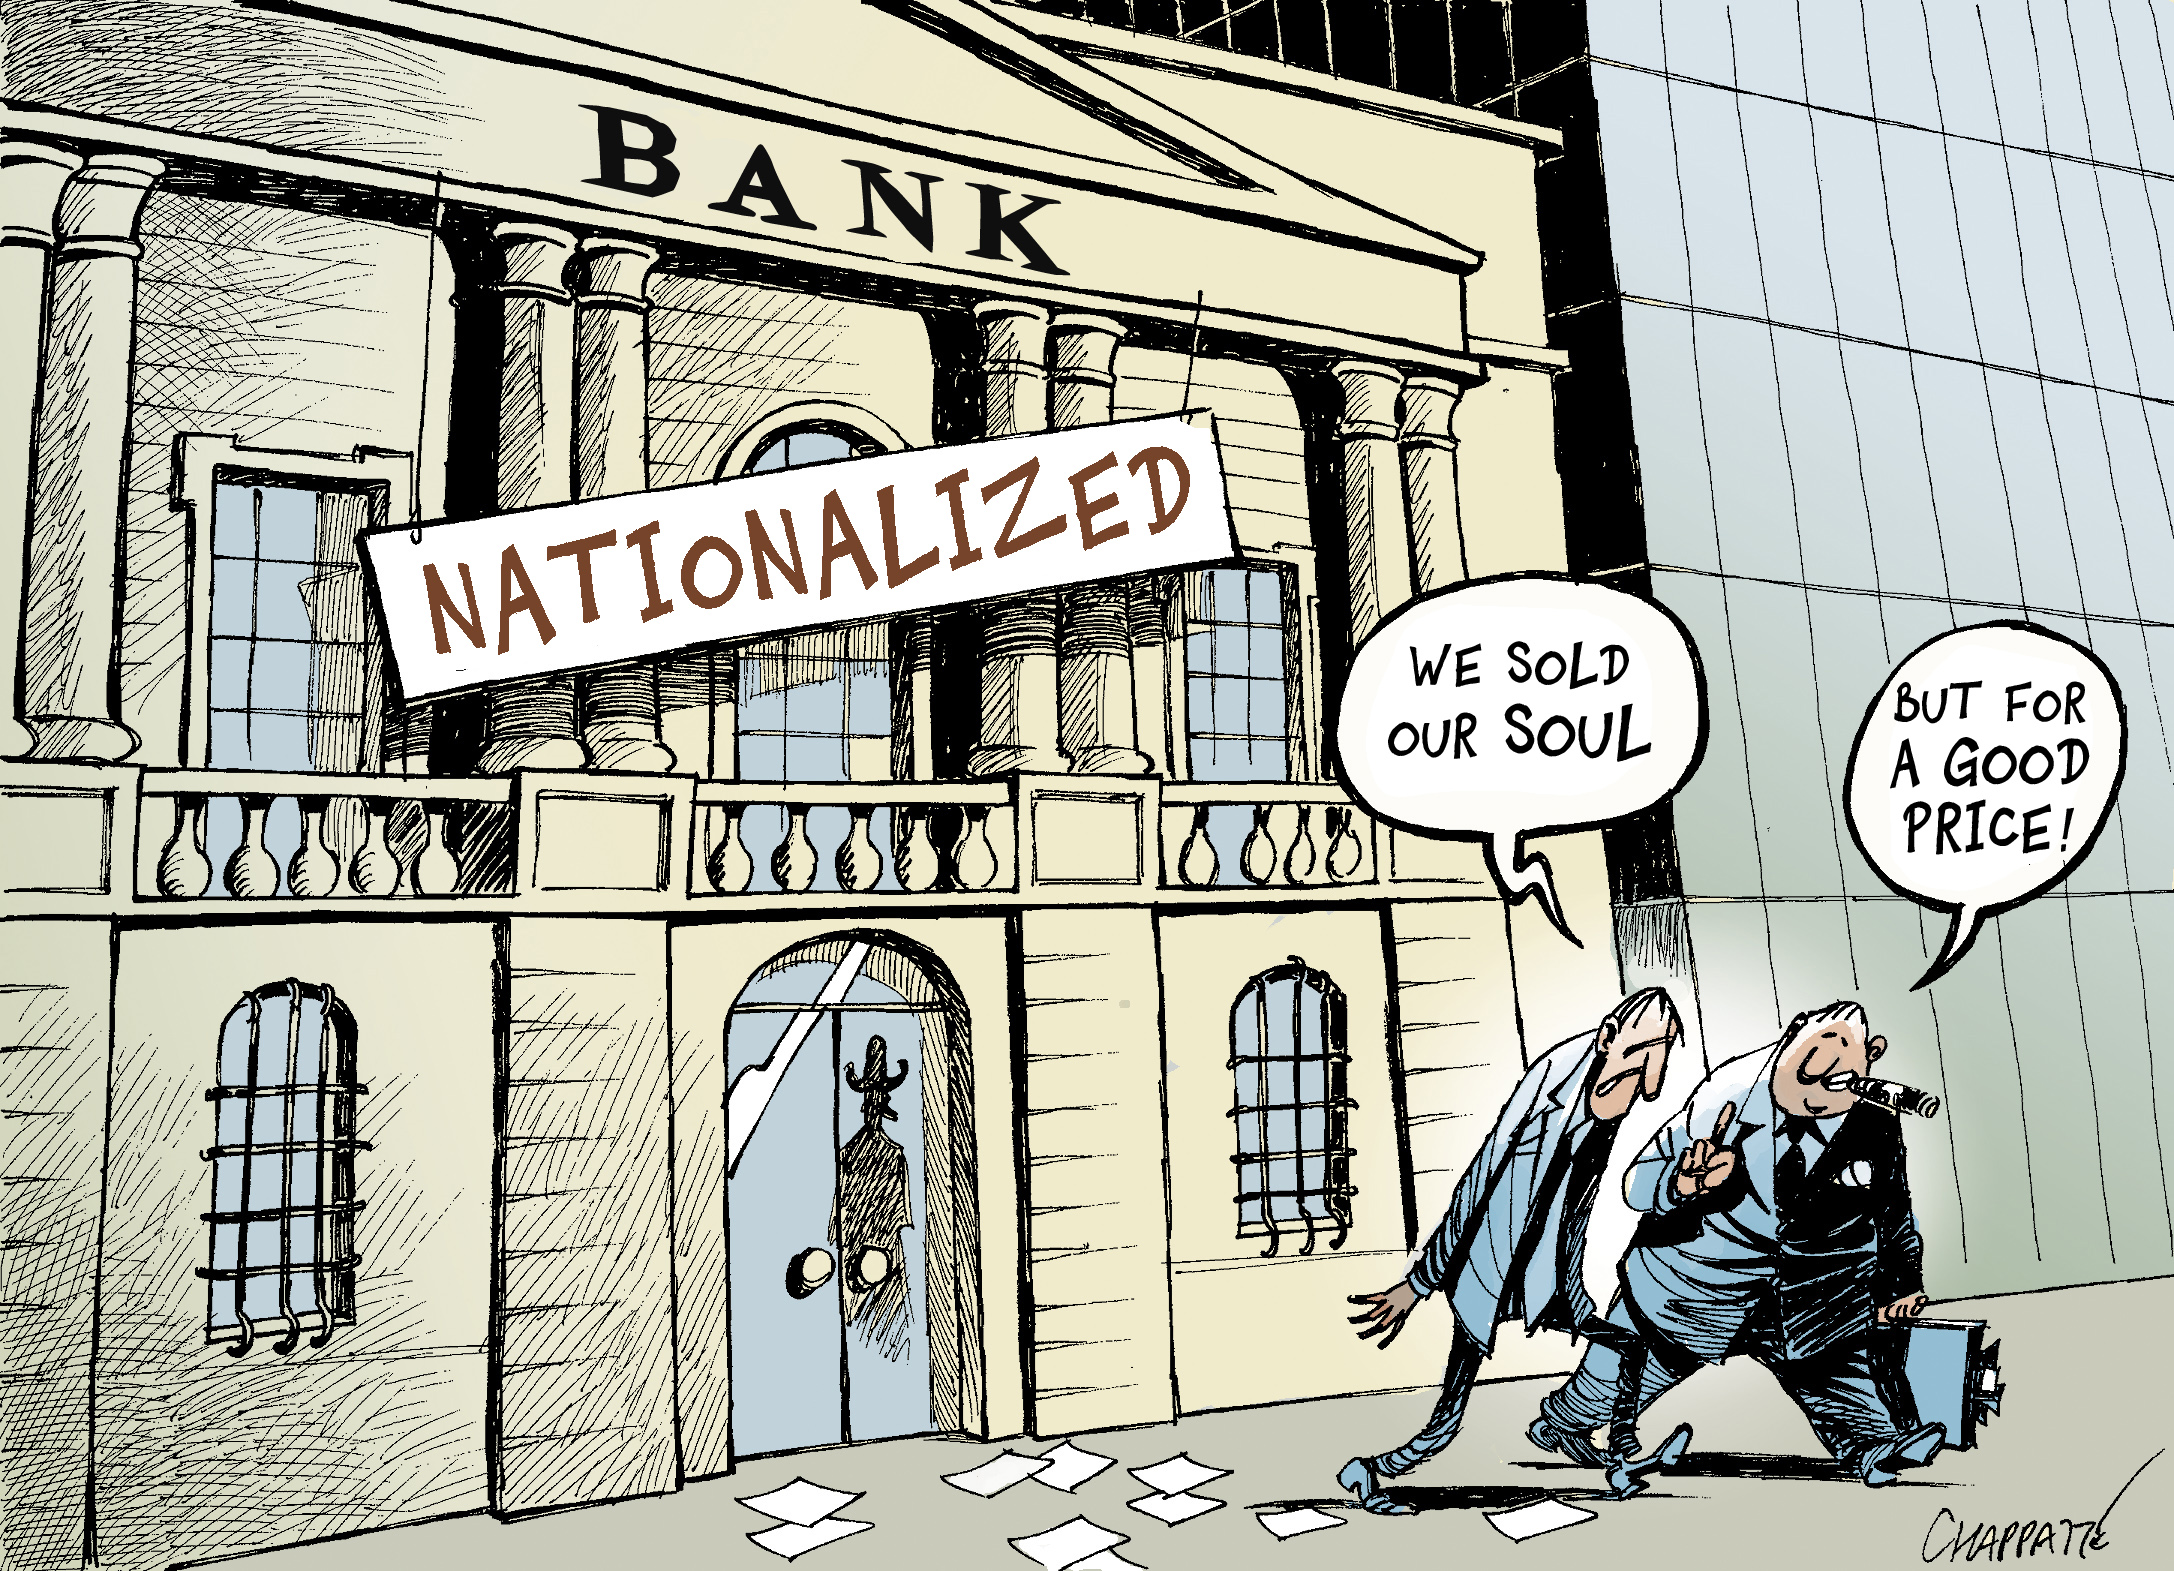 BANK
NATIONALIZED
WE SOLD
OUR SOUL
BUT FOR
A GOOD
PRICE!
CHAPPATTE